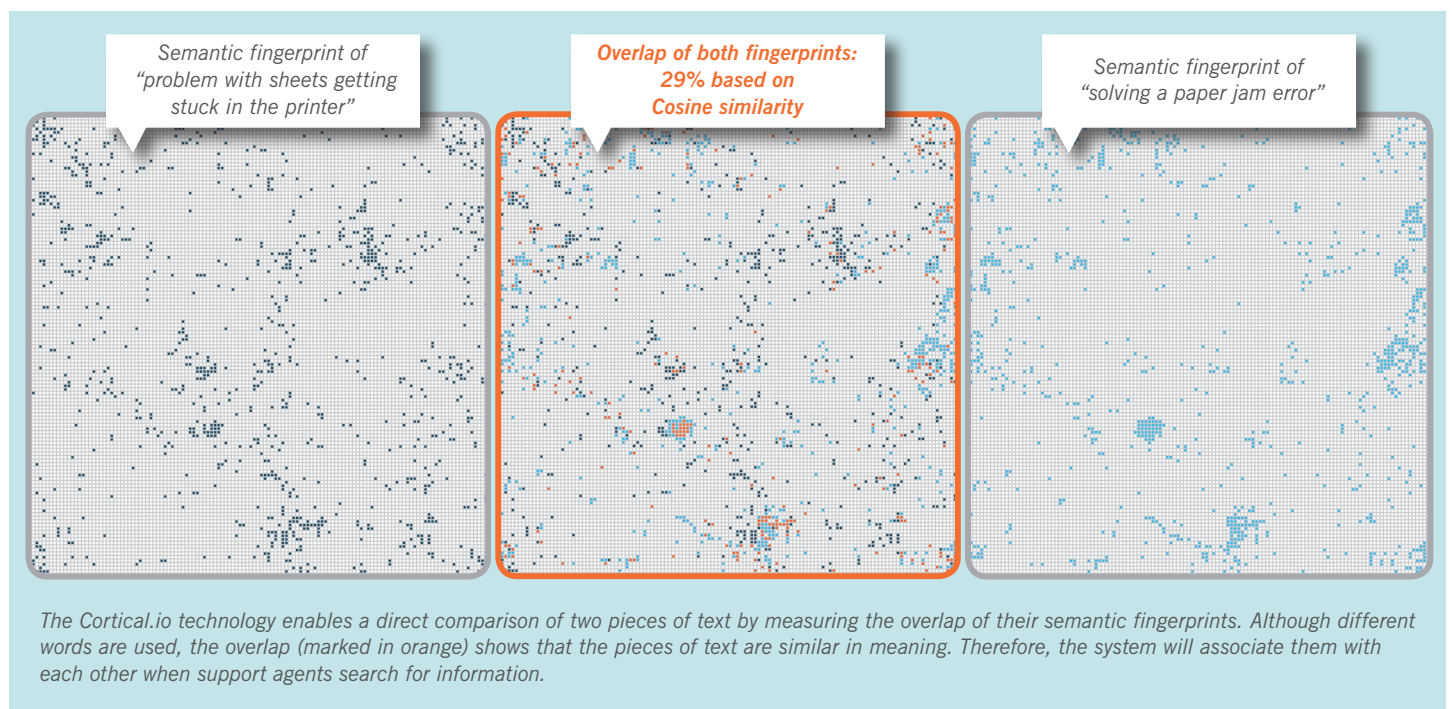 Semantic fingerprint of
“problem with sheets getting
stuck in the printer”
Overlap of both fingerprints:
29% based on
Cosine similarity
Semantic fingerprint of
“solving a paper jam error”
The Cortical.io technology enables a direct comparison of two pieces of text by measuring the overlap of their semantic fingerprints. Although different
words are used, the overlap (marked in orange) shows that the pieces of text are similar in meaning. Therefore, the system will associate them with
each other when support agents search for information.